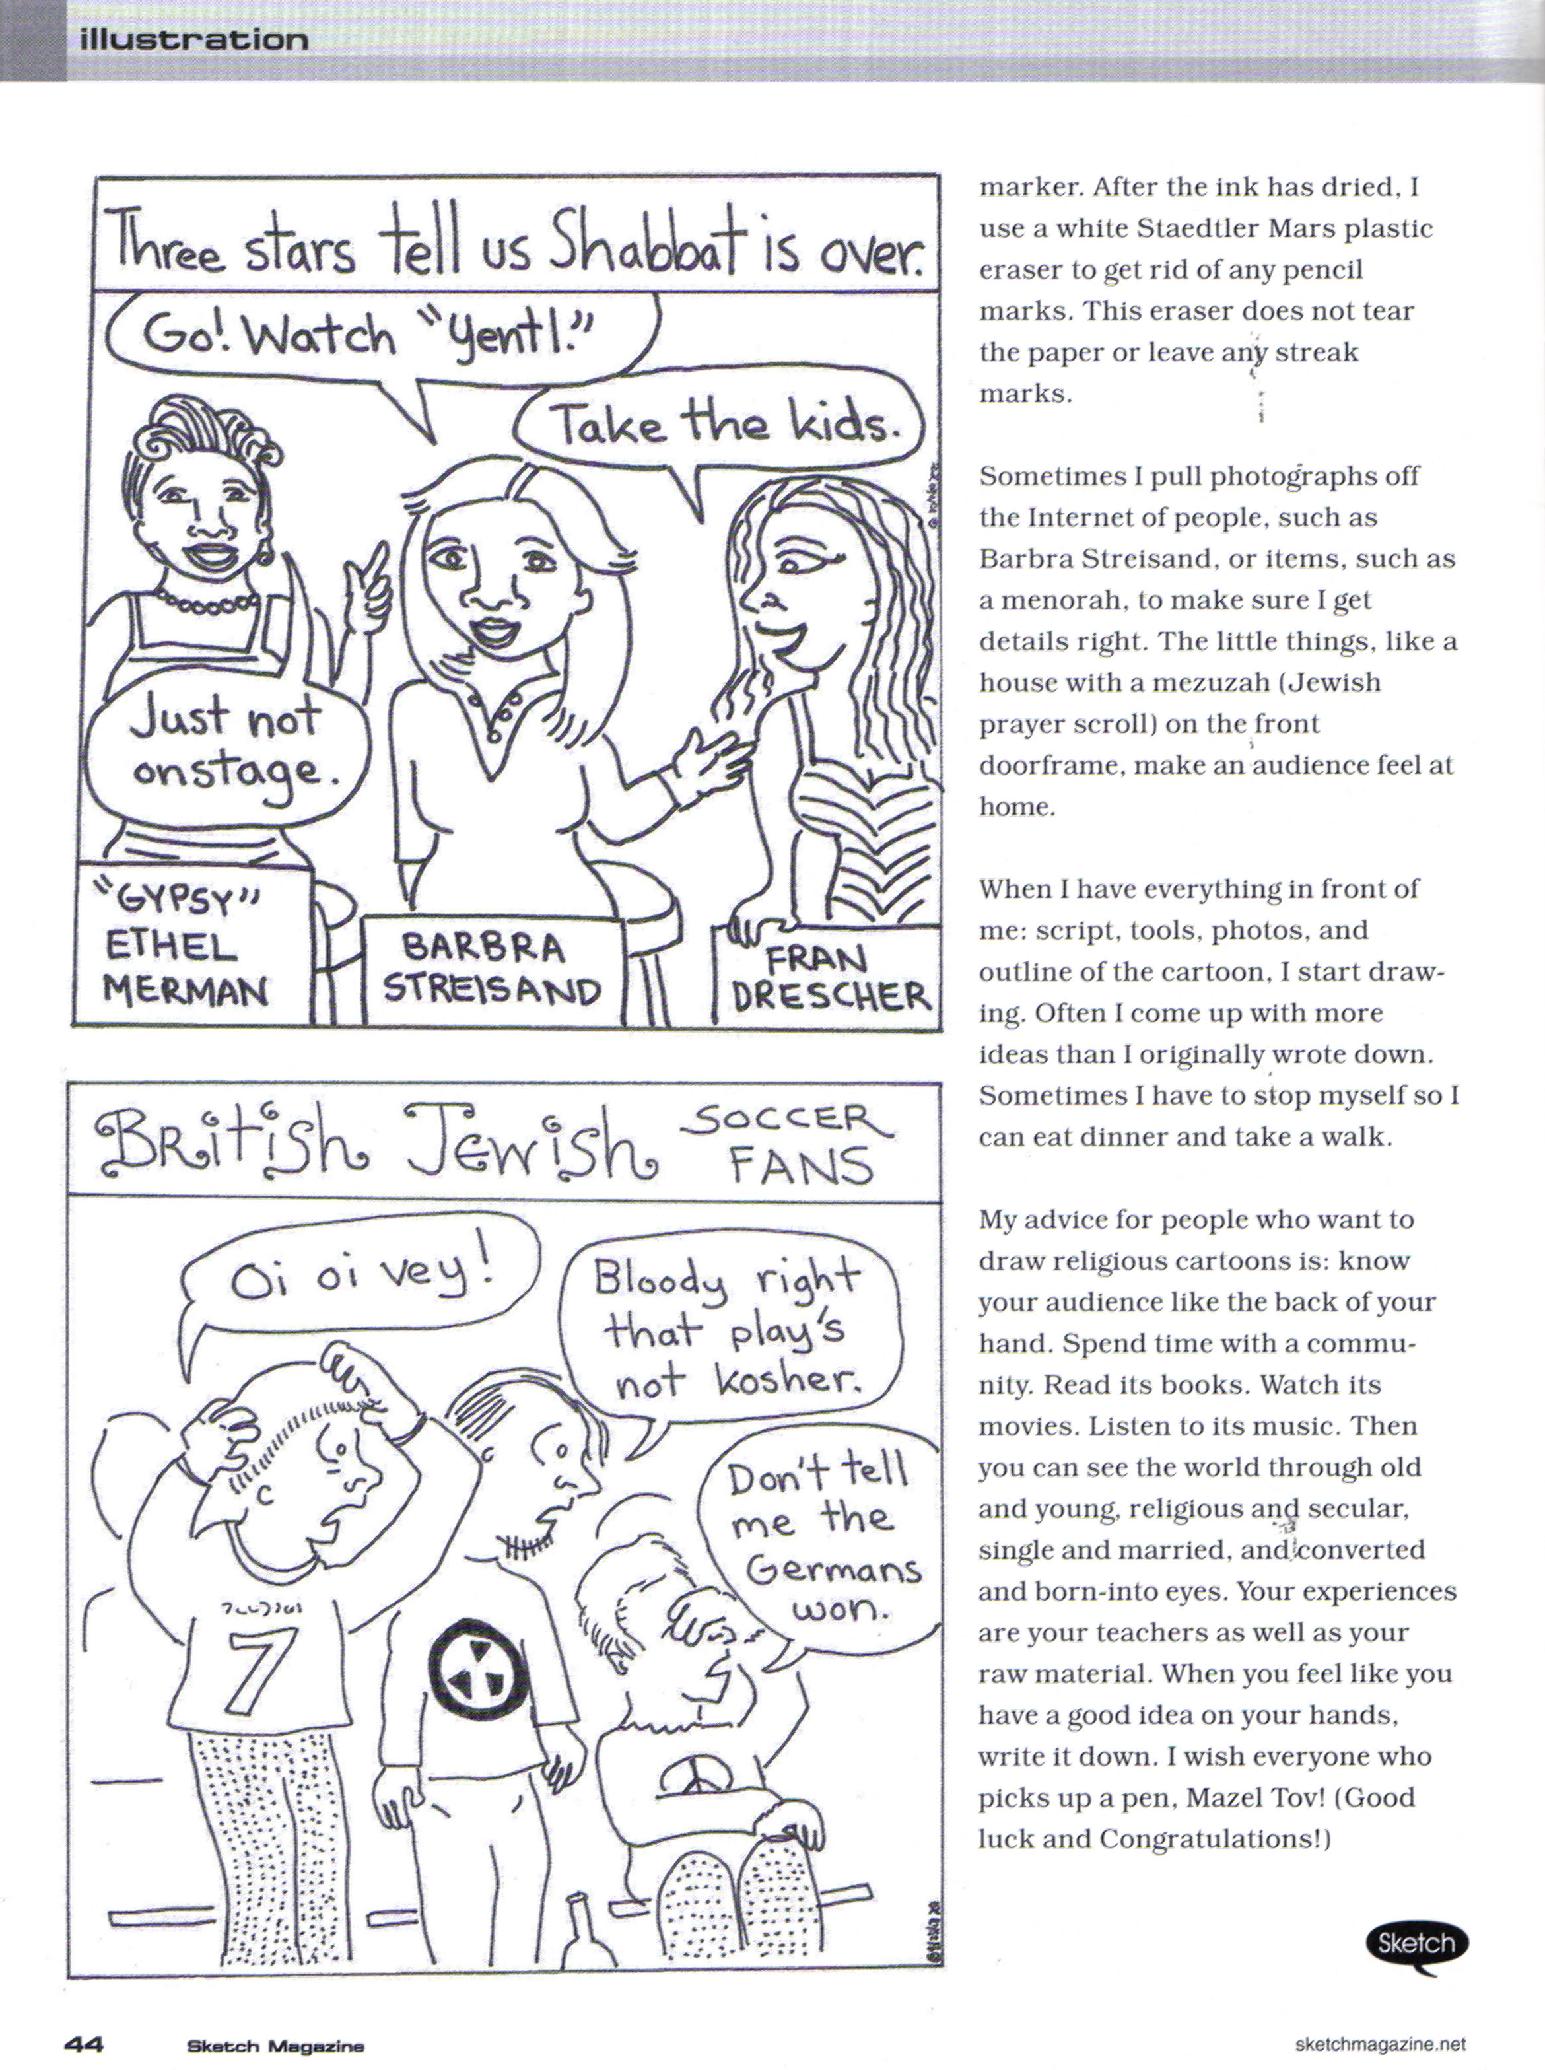 illustration
Three stars tell us Shabbat is over.
Go! Watch "Yentl."
Take the kids.
Just not
onstage.
"GYPSY"
ETHEL
MERMAN
BARBRA
STREISAND
FRAN
DRESCHER
British Jewish SOCCER
FANS
Oi oi vey!
Bloody right
that play's
not kosher.
Don't tell
me the
Germans
won.
7
marker. After the ink has dried, I
use a white Staedtler Mars plastic
eraser to get rid of any pencil
marks. This eraser does not tear
the paper or leave any streak
marks.
Sometimes I pull photographs off
the Internet of people, such as
Barbra Streisand, or items, such as
a menorah, to make sure I get
details right. The little things, like a
house with a mezuzah (Jewish
prayer scroll) on the front
doorframe, make an audience feel at
home.
When I have everything in front of
me: script, tools, photos, and
outline of the cartoon, I start draw-
ing. Often I come up with more
ideas than I originally wrote down.
Sometimes I have to stop myself so I
can eat dinner and take a walk.
My advice for people who want to
draw religious cartoons is: know
your audience like the back of your
hand. Spend time with a commu-
nity. Read its books. Watch its
movies. Listen to its music. Then
you can see the world through old
and young, religious and secular,
single and married, and converted
and born-into eyes. Your experiences
are your teachers as well as your
raw material. When you feel like you
have a good idea on your hands,
write it down. I wish everyone who
picks up a pen, Mazel Tov! (Good
luck and Congratulations!)
Sketch
44 Sketch Magazine
sketchmagazine.net